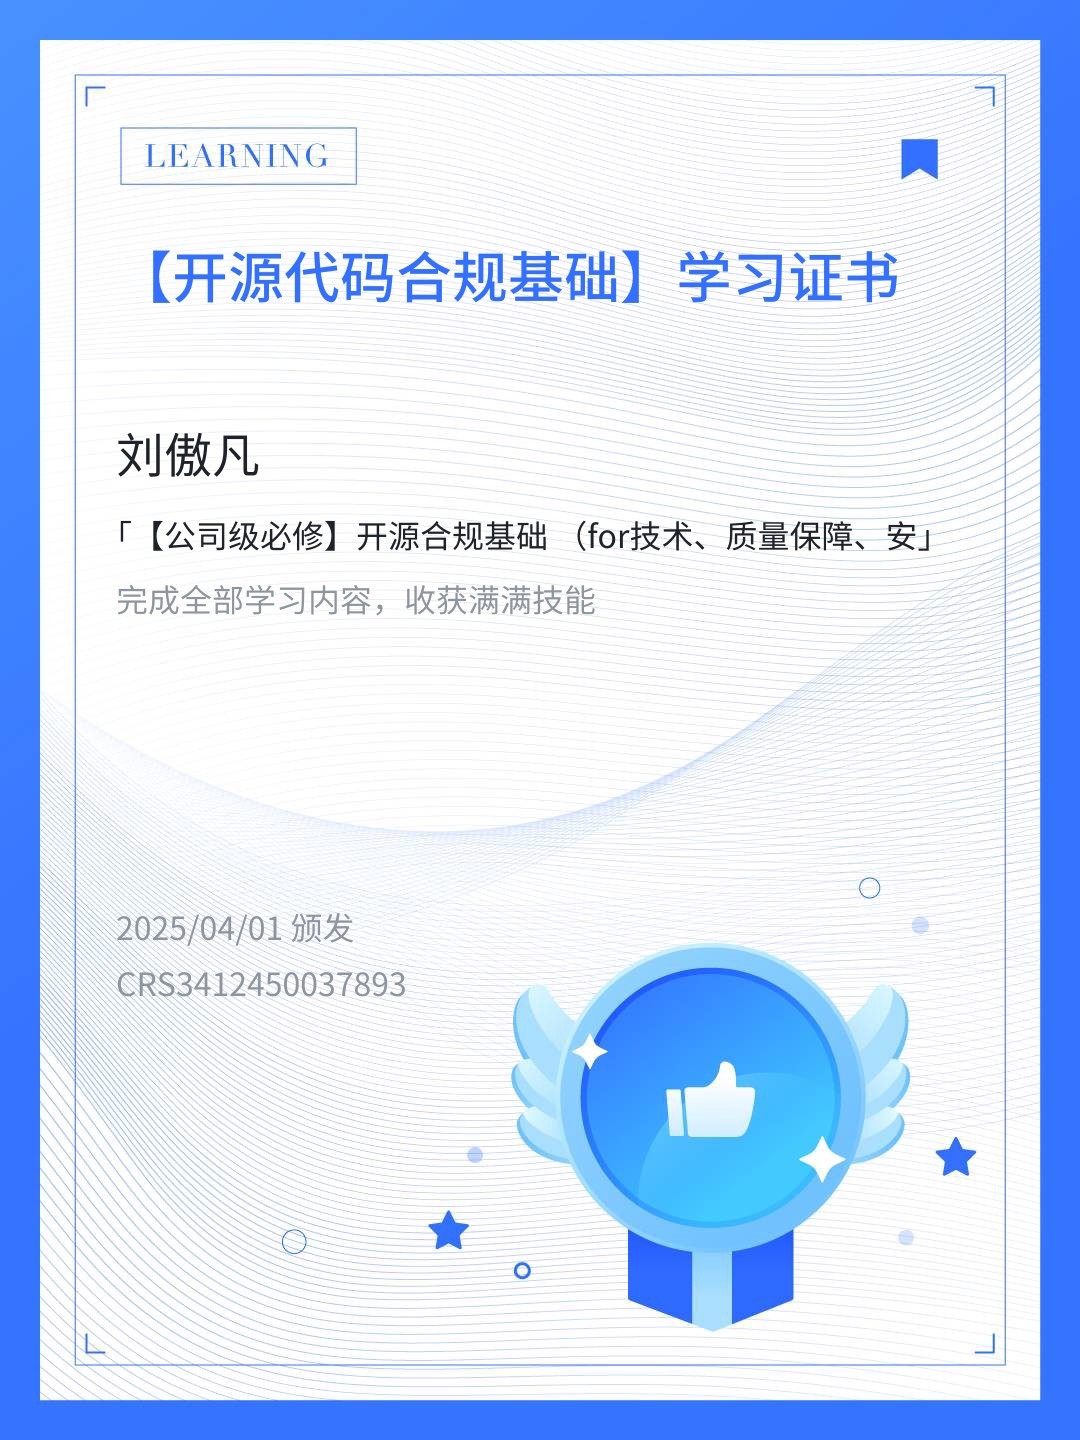 LEARNING
【开源代码合规基础】学习证书
刘傲凡
「【公司级必修】开源合规基础 （for技术、质量保障、安」
完成全部学习内容，收获满满技能
2025/04/01 颁发
CRS3412450037893